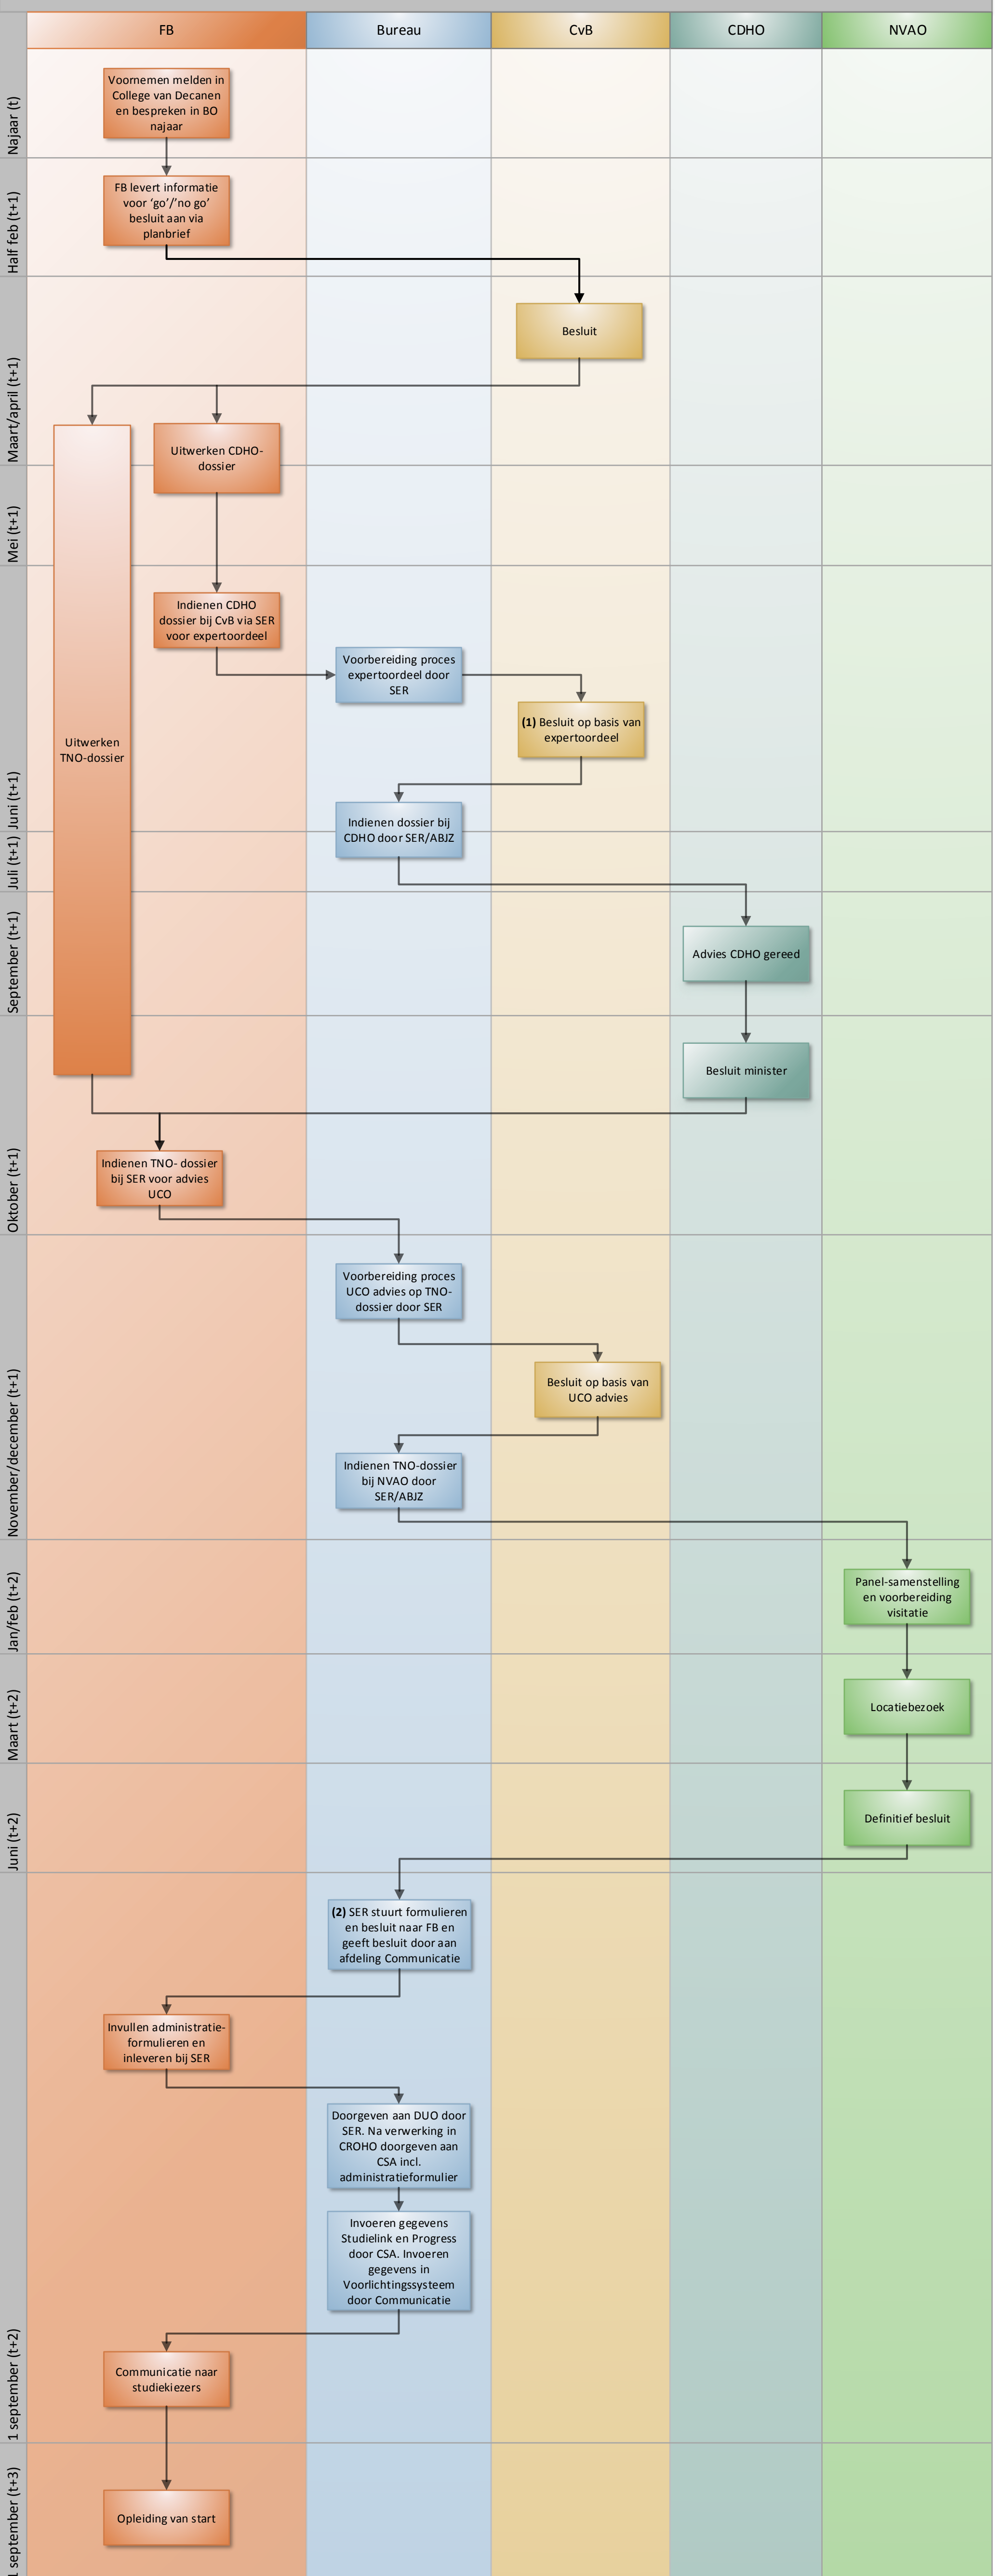 FB
Bureau
CvB
CDHO
NVAO
Najaar (t)
Voornemen melden in
College van Decanen
en bespreken in BO
najaar
Half feb (t+1)
FB levert informatie
voor ‘go’/’no go’
besluit aan via
planbrief
Maart/april (t+1)
Besluit
Uitwerken CDHO-
dossier
Mei (t+1)
Uitwerken
TNO-dossier
Juni (t+1)
Indienen CDHO
dossier bij CvB via SER
voor expertoordeel
Voorbereiding proces
expertoordeel door
SER
(1) Besluit op basis van
expertoordeel
Juli (t+1)
Indienen dossier bij
CDHO door SER/ABJZ
September (t+1)
Advies CDHO gereed
Oktober (t+1)
Besluit minister
Indienen TNO- dossier
bij SER voor advies
UCO
November/december (t+1)
Voorbereiding proces
UCO advies op TNO-
dossier door SER
Besluit op basis van
UCO advies
Indienen TNO-dossier
bij NVAO door
SER/ABJZ
Jan/feb (t+2)
Panel-samenstelling
en voorbereiding
visitatie
Maart (t+2)
Locatiebezoek
Juni (t+2)
Definitief besluit
1 september (t+2)
(2) SER stuurt formulieren
en besluit naar FB en
geeft besluit door aan
afdeling Communicatie
Invullen administratie-
formulieren en
inleveren bij SER
Doorgeven aan DUO door
SER. Na verwerking in
CROHO doorgeven aan
CSA incl.
administratieformulier
Invoeren gegevens
Studielink en Progress
door CSA. Invoeren
gegevens in
Voorlichtingssysteem
door Communicatie
Communicatie naar
studiekiezers
1 september (t+3)
Opleiding van start